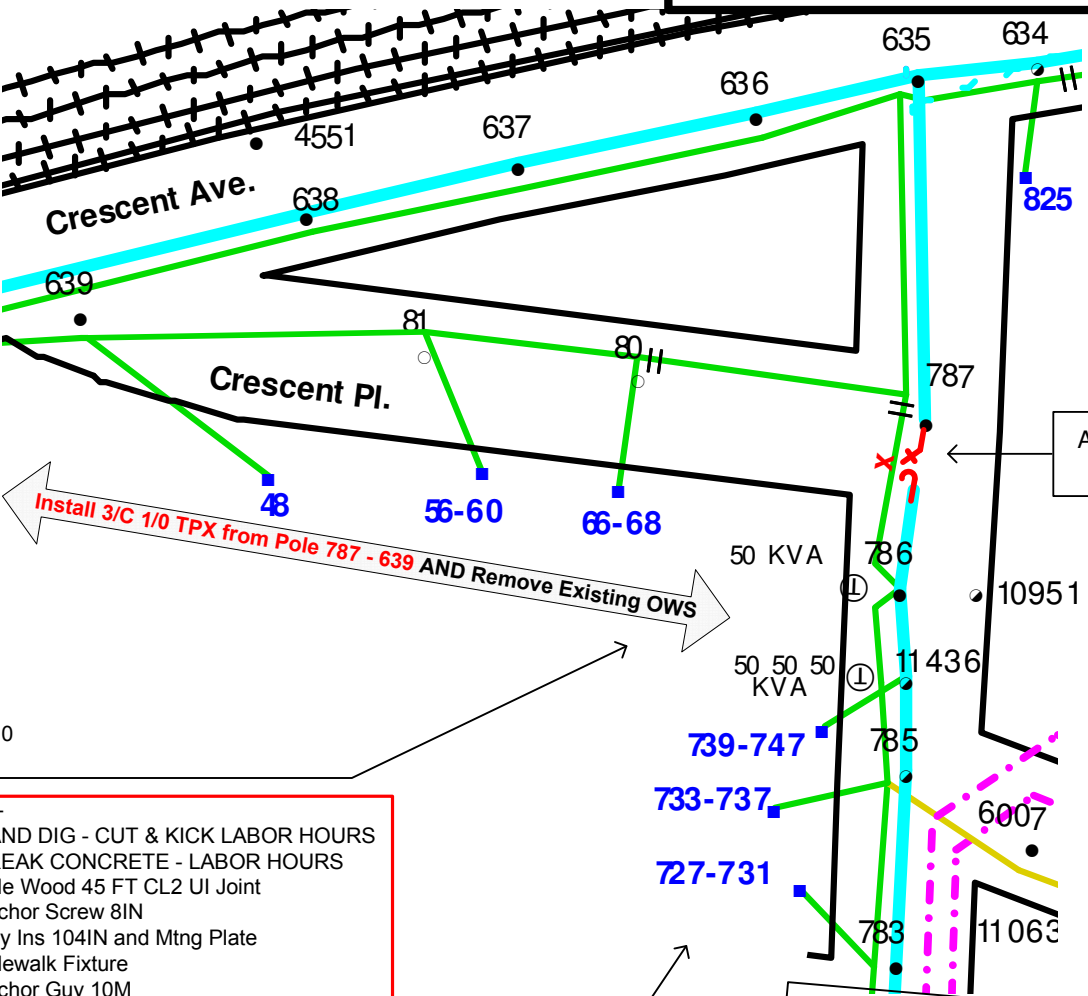 635
634
636
637
4551
638
Crescent Ave.
825
639
81
80
787
Crescent Pl.
48
56-60
66-68
A
Install 3/C 1/0 TPX from Pole 787 - 639 AND Remove Existing OWS
50 KVA
786
10951
50 50 50
KVA
11436
0
739-747
785
733-737
6007
AND DIG - CUT & KICK LABOR HOURS
EAK CONCRETE - LABOR HOURS
le Wood 45 FT CL2 UI Joint
727-731
chor Screw 8IN
y Ins 104IN and Mtng Plate
783
11063
lewalk Fixture
chor Guy 10M